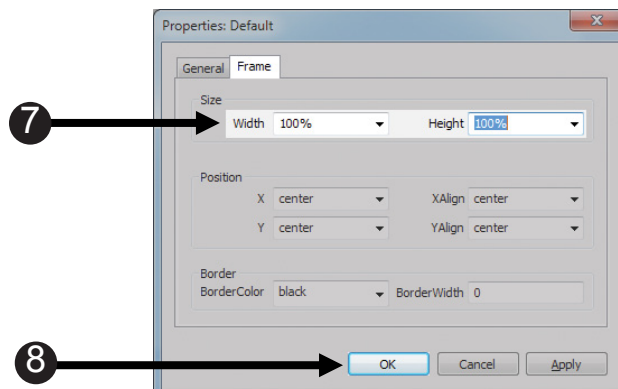 Properties: Default
General Frame
Size
7 Width 100% Height 100%
Position
X center XAlign center
Y center YAlign center
Border
BorderColor black BorderWidth 0
8 OK Cancel Apply